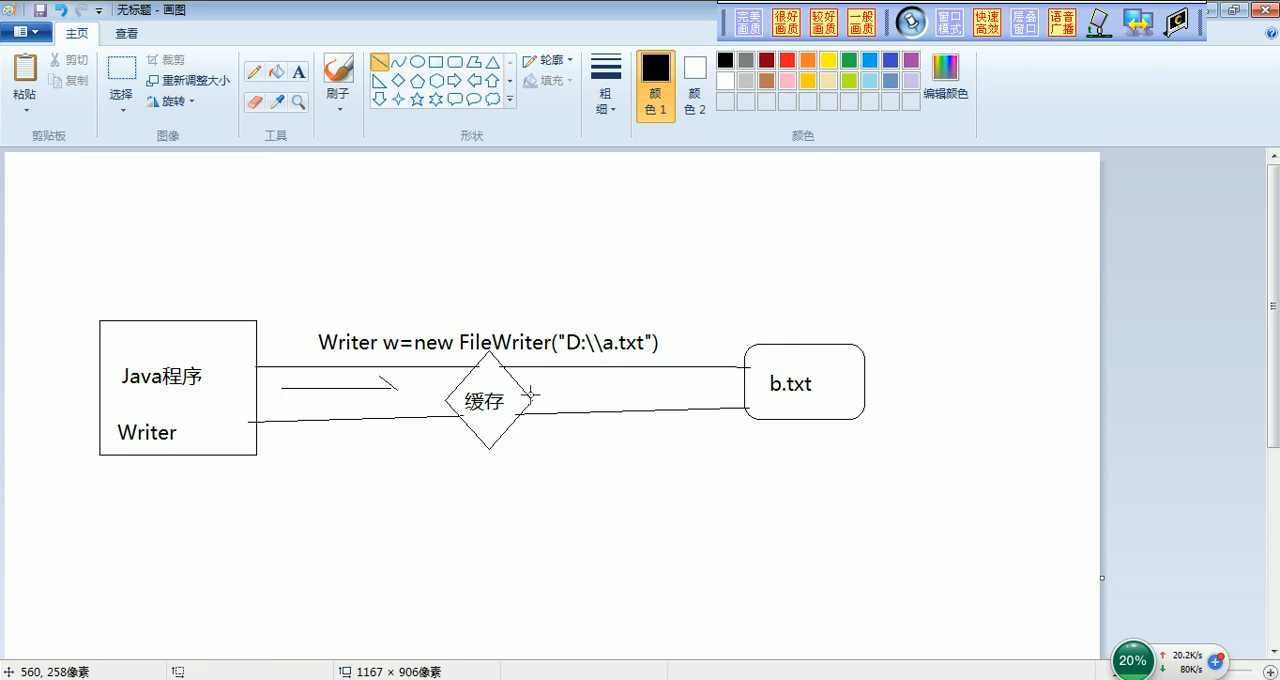 无标题 - 画图
完美画质 很好画质 较好画质 一般画质 窗口模式 快速高效 层叠窗口 语音广播
主页 查看
粘贴 剪切 复制 选择 裁剪 重新调整大小 旋转 A 刷子 轮廓 填充 粗细 颜色 1 颜色 2 编辑颜色
剪贴板 图像 工具 形状 颜色
Writer w=new FileWriter("D:\\a.txt")
Java程序
b.txt
缓存
Writer
560, 258像素 1167 × 906像素
20% 20.2K/s
80K/s